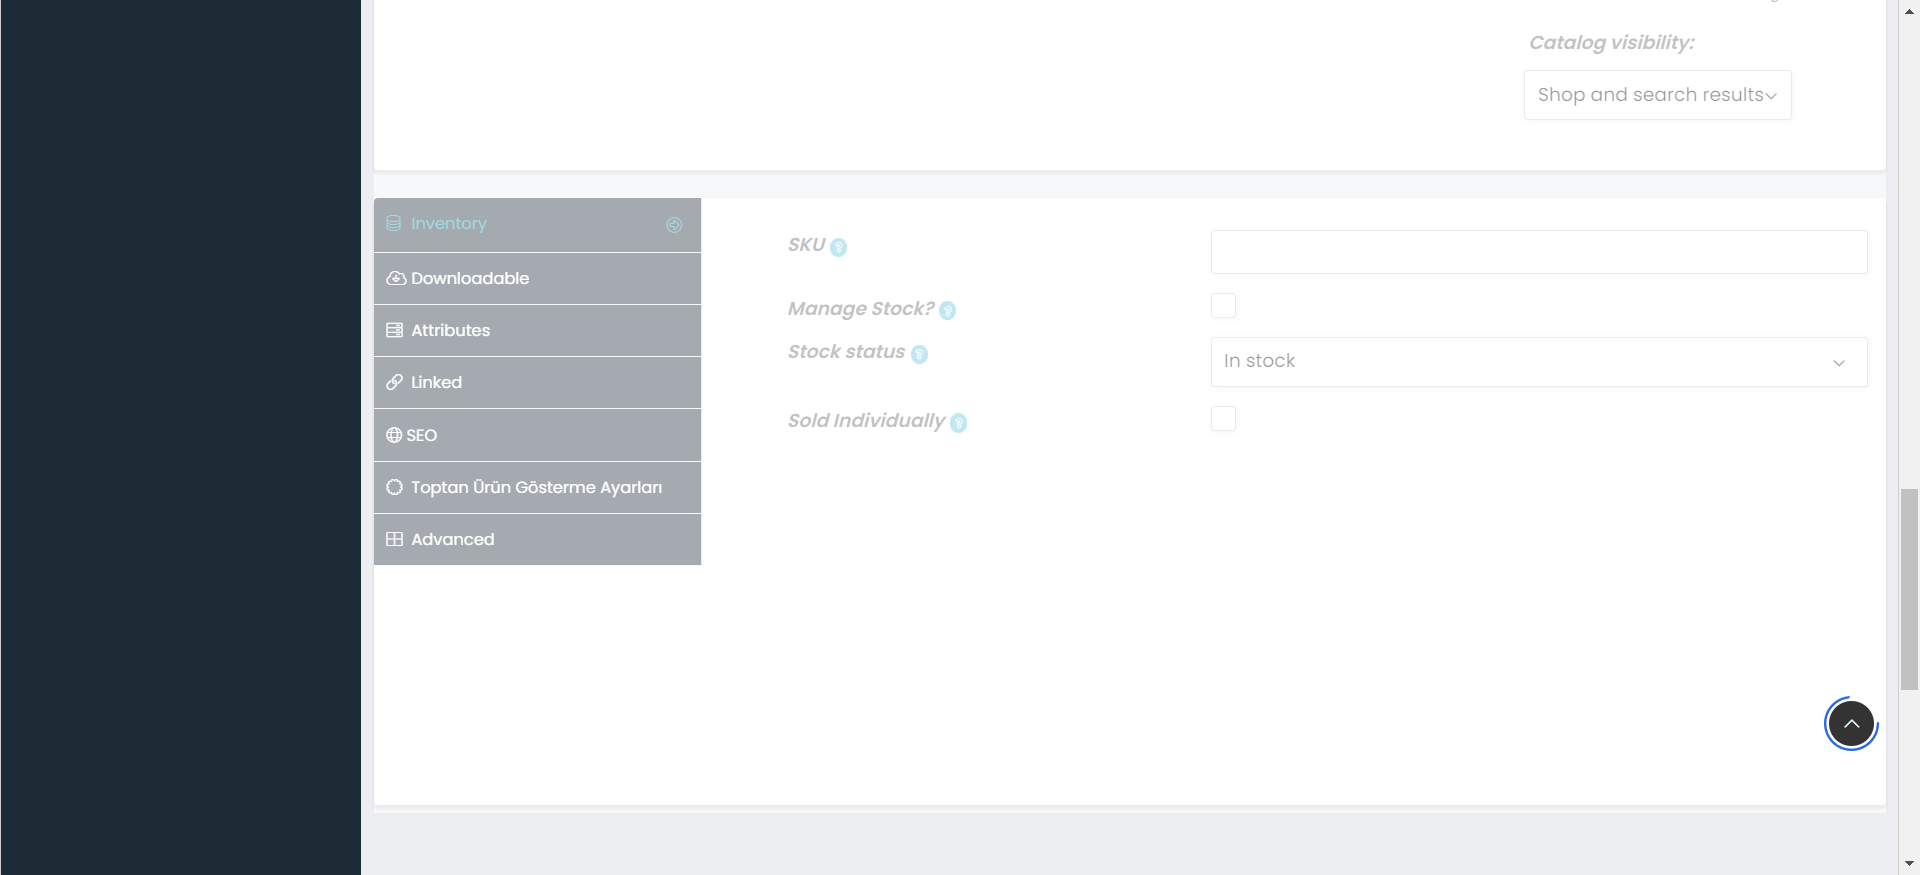 Catalog visibility:
Shop and search results
Inventory
Downloadable
Attributes
Linked
SEO
Toptan Ürün Gösterme Ayarları
Advanced
SKU ?
Manage Stock? ?
Stock status ?
In stock
Sold Individually ?